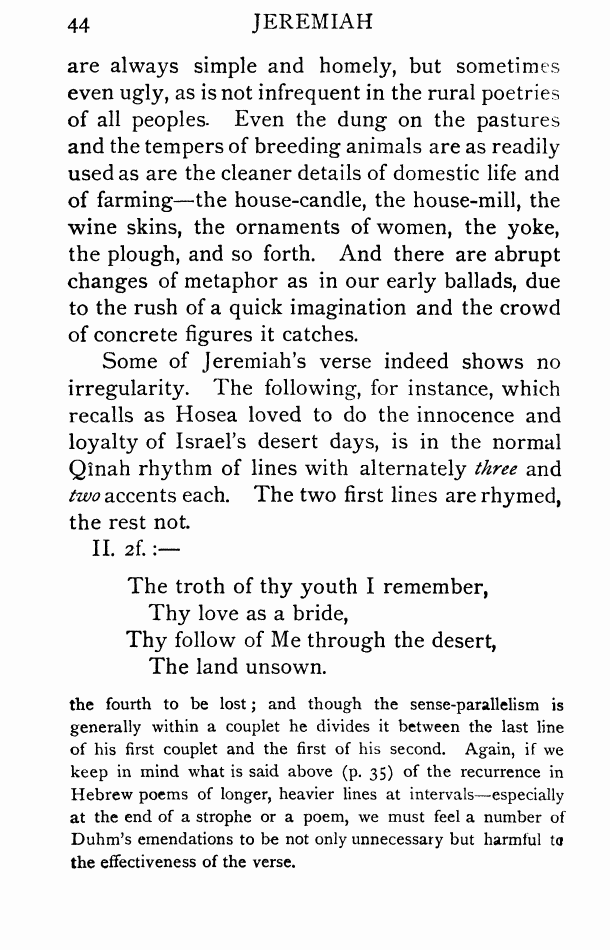 44 JEREMIAH
are always simple and homely, but sometimes
even ugly, as is not infrequent in the rural poetries
of all peoples. Even the dung on the pastures
and the tempers of breeding animals are as readily
used as are the cleaner details of domestic life and
of farming—the house-candle, the house-mill, the
wine skins, the ornaments of women, the yoke,
the plough, and so forth. And there are abrupt
changes of metaphor as in our early ballads, due
to the rush of a quick imagination and the crowd
of concrete figures it catches.
Some of Jeremiah's verse indeed shows no
irregularity. The following, for instance, which
recalls as Hosea loved to do the innocence and
loyalty of Israel's desert days, is in the normal
Qînah rhythm of lines with alternately three and
two accents each. The two first lines are rhymed,
the rest not.
II. 2f. :—
The troth of thy youth I remember,
Thy love as a bride,
Thy follow of Me through the desert,
The land unsown.
the fourth to be lost ; and though the sense-parallelism is
generally within a couplet he divides it between the last line
of his first couplet and the first of his second. Again, if we
keep in mind what is said above (p. 35) of the recurrence in
Hebrew poems of longer, heavier lines at intervals—especially
at the end of a strophe or a poem, we must feel a number of
Duhm's emendations to be not only unnecessary but harmful to
the effectiveness of the verse.